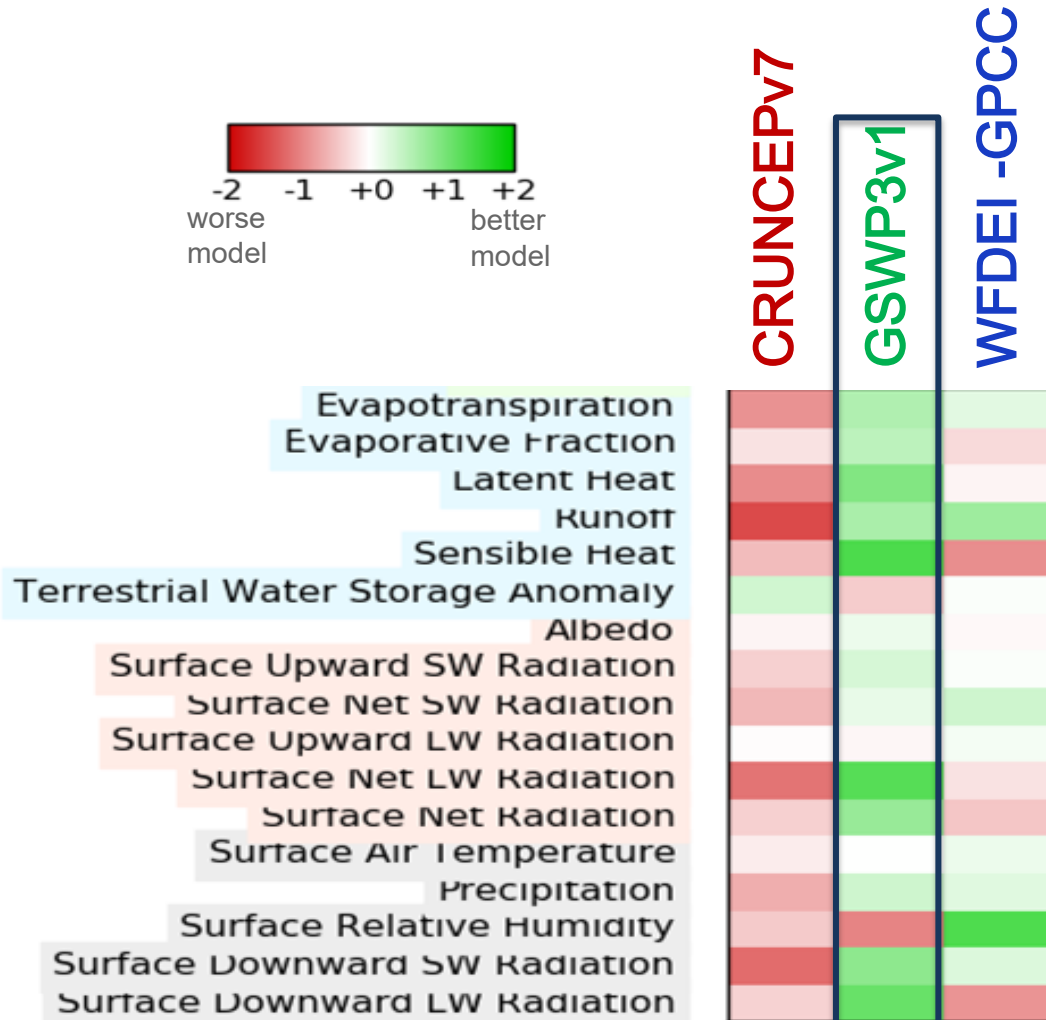 CRUNCEPv7
GSWP3v1
WFDEI -GPCC
-2 -1 +0 +1 +2
worse model
better model
Evapotranspiration
Evaporative Fraction
Latent Heat
Runoff
Sensible Heat
Terrestrial Water Storage Anomaly
Albedo
Surface Upward SW Radiation
Surface Net SW Radiation
Surface Upward LW Radiation
Surface Net LW Radiation
Surface Net Radiation
Surface Air Temperature
Precipitation
Surface Relative Humidity
Surface Downward SW Radiation
Surface Downward LW Radiation